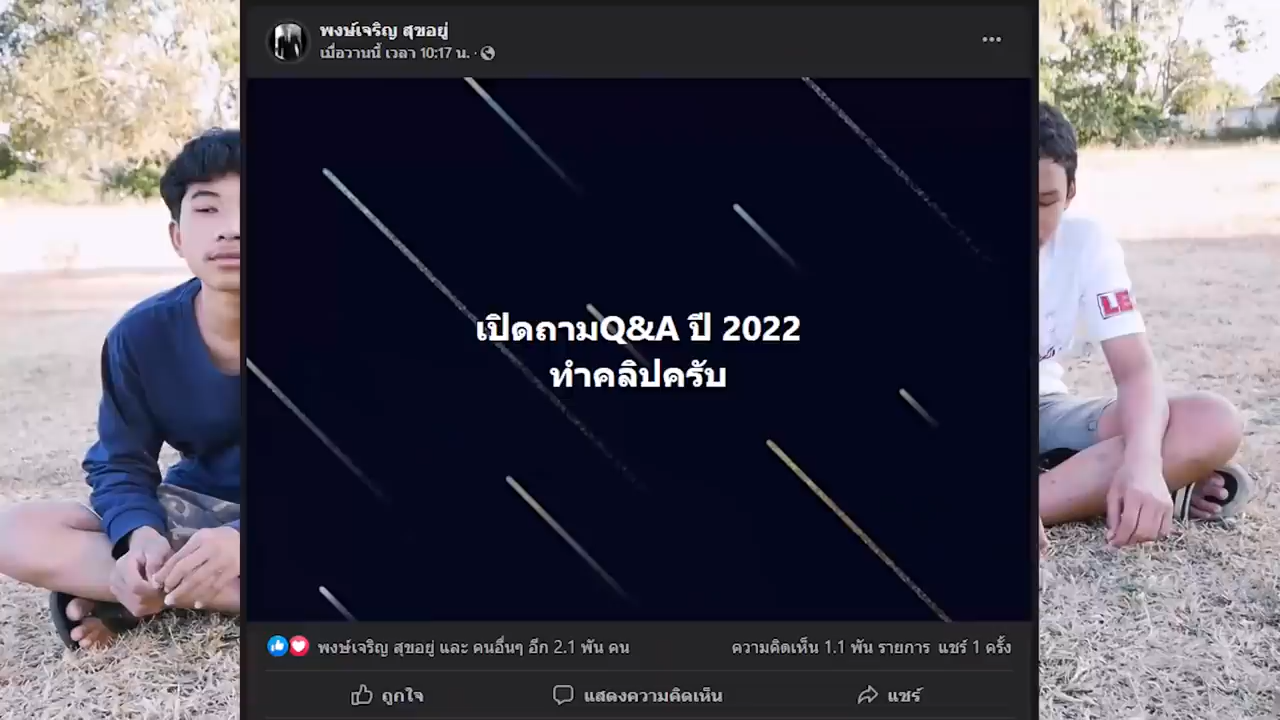 พงษ์เจริญ สุขอยู่
เมื่อวานนี้ เวลา 10:17 น. ·
เปิดถามQ&A ปี 2022
ทำคลิปครับ
พงษ์เจริญ สุขอยู่ และ คนอื่นๆ อีก 2.1 พัน คน
ความคิดเห็น 1.1 พัน รายการ แชร์ 1 ครั้ง
ถูกใจ
แสดงความคิดเห็น
แชร์
LE